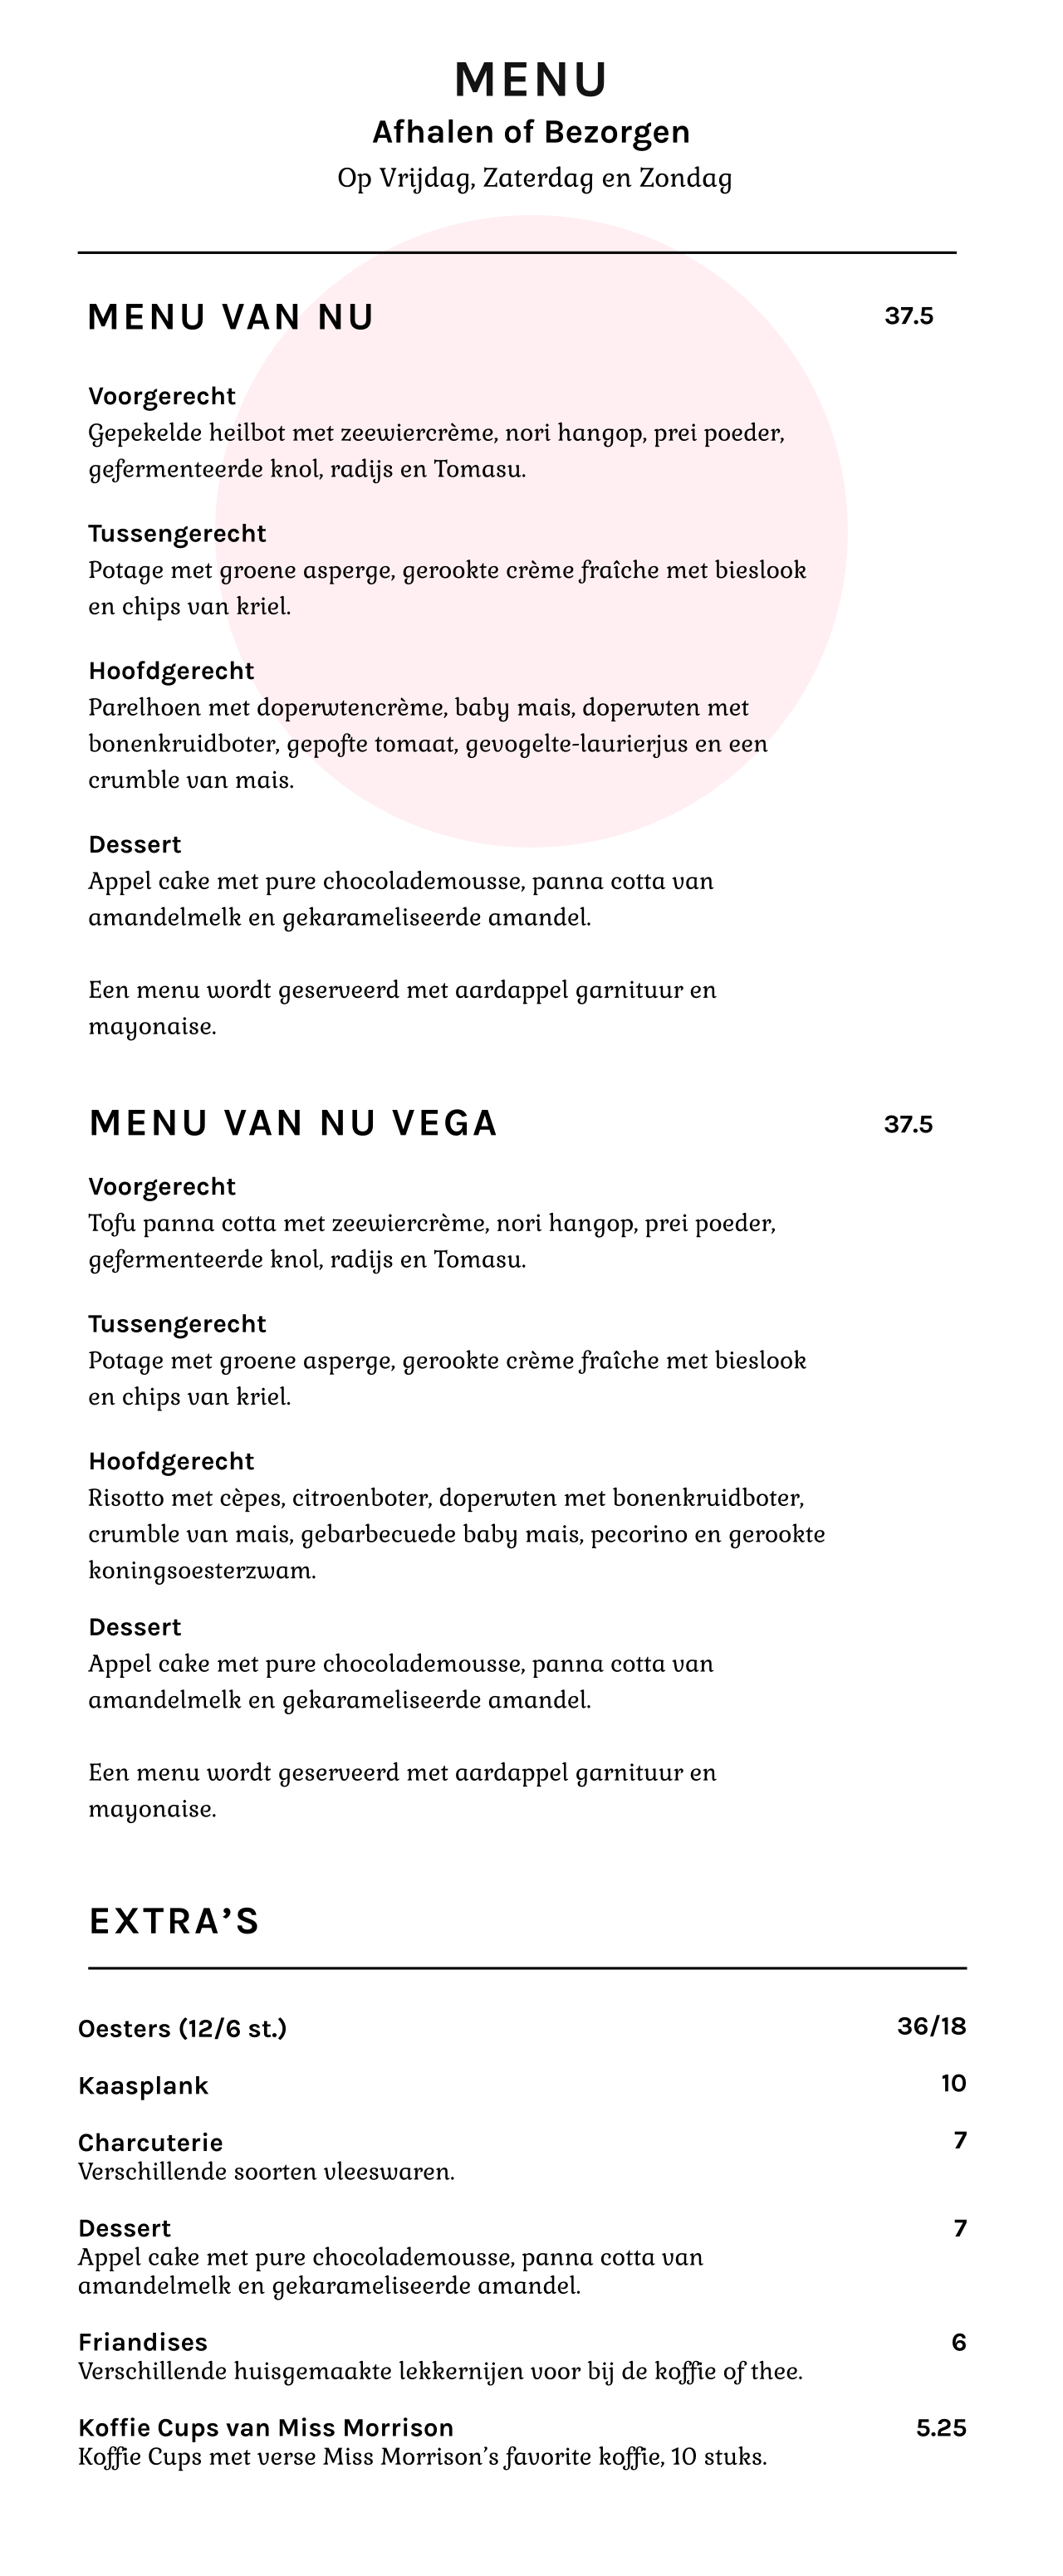 MENU
Afhalen of Bezorgen
Op Vrijdag, Zaterdag en Zondag
MENU VAN NU 37.5
Voorgerecht
Gepekelde heilbot met zeewiercrème, nori hangop, prei poeder,
gefermenteerde knol, radijs en Tomasu.
Tussengerecht
Potage met groene asperge, gerookte crème fraîche met bieslook
en chips van kriel.
Hoofdgerecht
Parelhoen met doperwtencrème, baby mais, doperwten met
bonenkruidboter, gepofte tomaat, gevogelte-laurierjus en een
crumble van mais.
Dessert
Appel cake met pure chocolademousse, panna cotta van
amandelmelk en gekarameliseerde amandel.
Een menu wordt geserveerd met aardappel garnituur en
mayonaise.
MENU VAN NU VEGA 37.5
Voorgerecht
Tofu panna cotta met zeewiercrème, nori hangop, prei poeder,
gefermenteerde knol, radijs en Tomasu.
Tussengerecht
Potage met groene asperge, gerookte crème fraîche met bieslook
en chips van kriel.
Hoofdgerecht
Risotto met cèpes, citroenboter, doperwten met bonenkruidboter,
crumble van mais, gebarbecuede baby mais, pecorino en gerookte
koningsoesterzwam.
Dessert
Appel cake met pure chocolademousse, panna cotta van
amandelmelk en gekarameliseerde amandel.
Een menu wordt geserveerd met aardappel garnituur en
mayonaise.
EXTRA’S
Oesters (12/6 st.) 36/18
Kaasplank 10
Charcuterie 7
Verschillende soorten vleeswaren.
Dessert 7
Appel cake met pure chocolademousse, panna cotta van
amandelmelk en gekarameliseerde amandel.
Friandises 6
Verschillende huisgemaakte lekkernijen voor bij de koffie of thee.
Koffie Cups van Miss Morrison 5.25
Koffie Cups met verse Miss Morrison’s favorite koffie, 10 stuks.